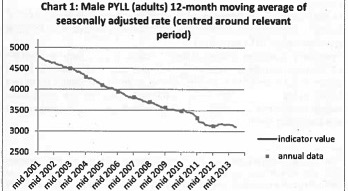 Chart 1: Male PYLL (adults) 12-month moving average of
seasonally adjusted rate (centred around relevant
period)
5000
4500
4000
3500
3000
2500
mid 2001
mid 2002
mid 2003
mid 2004
mid 2005
mid 2006
mid 2007
mid 2008
mid 2009
mid 2010
mid 2011
mid 2012
mid 2013
indicator value
annual data